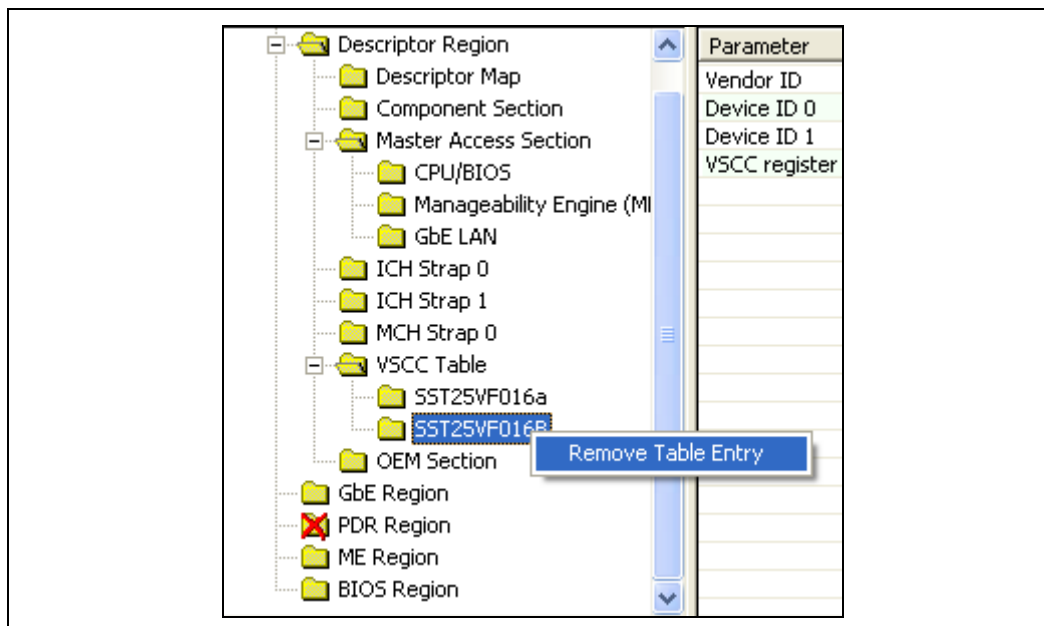 Descriptor Region
Descriptor Map
Component Section
Master Access Section
CPU/BIOS
Manageability Engine (ME
GbE LAN
ICH Strap 0
ICH Strap 1
MCH Strap 0
VSCC Table
SST25VF016a
SST25VF016B
Remove Table Entry
OEM Section
GbE Region
PDR Region
ME Region
BIOS Region
Parameter
Vendor ID
Device ID 0
Device ID 1
VSCC register